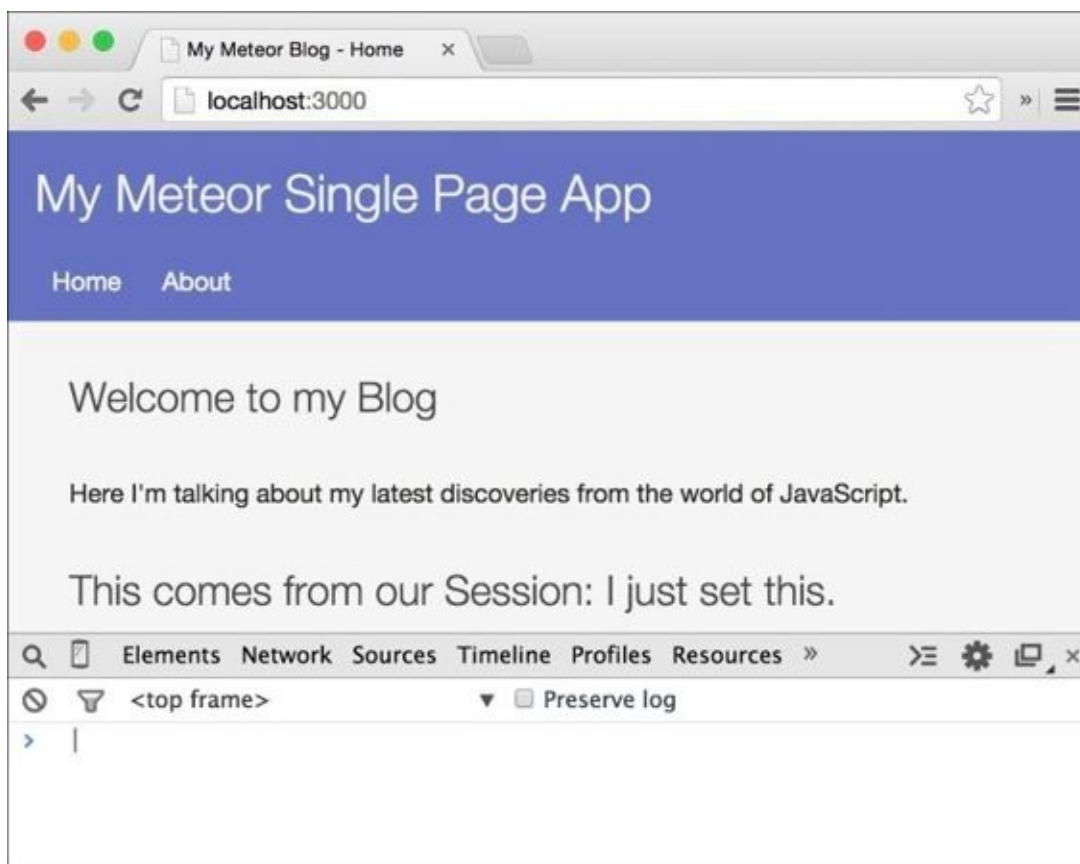 My Meteor Blog - Home ×
localhost:3000 »
My Meteor Single Page App
Home About
Welcome to my Blog
Here I'm talking about my latest discoveries from the world of JavaScript.
This comes from our Session: I just set this.
Elements Network Sources Timeline Profiles Resources » ×
<top frame> ▼ Preserve log
>